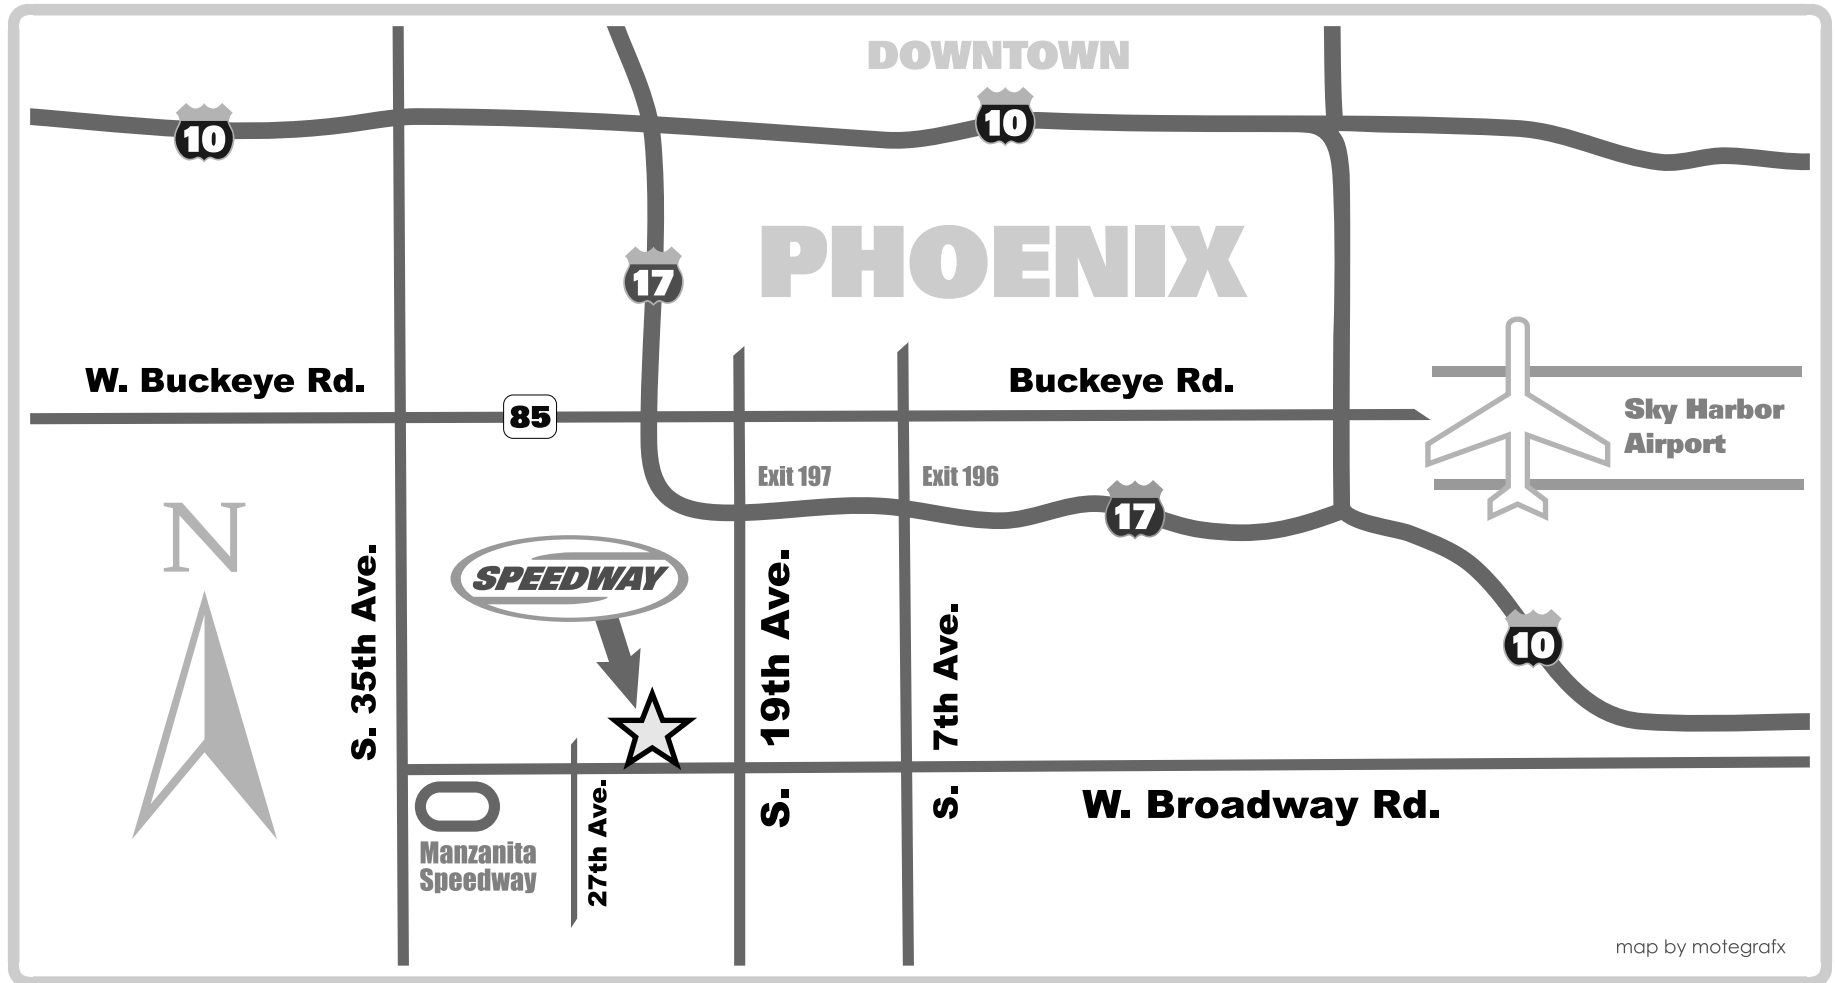 DOWNTOWN
10
10
PHOENIX
17
W. Buckeye Rd.
Buckeye Rd.
85
Sky Harbor
Airport
Exit 197
Exit 196
17
N
SPEEDWAY
S. 35th Ave.
S. 19th Ave.
S. 7th Ave.
10
W. Broadway Rd.
27th Ave.
Manzanita
Speedway
map by motegrafx